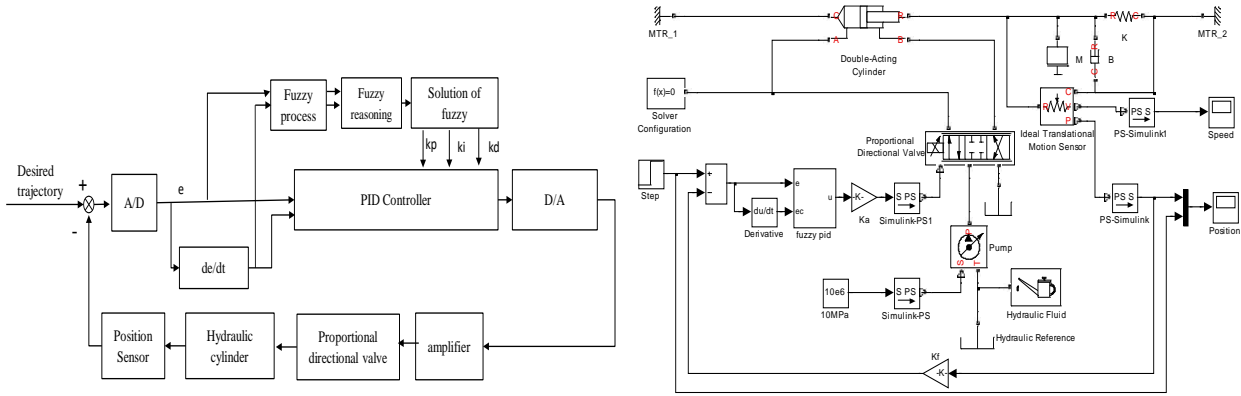 Fuzzy
process
Fuzzy
reasoning
Solution of
fuzzy
kp
ki
kd
Desired
trajectory
+
-
A/D
e
PID Controller
D/A
de/dt
Position
Sensor
Hydraulic
cylinder
Proportional
directional valve
amplifier
MTR_1
C
R
A
B
Double-Acting
Cylinder
R
C
K
MTR_2
M
R
B
C
f(x)=0
Solver
Configuration
R
C
V
P
Ideal Translational
Motion Sensor
PS S
PS-Simulink1
Speed
Proportional
Directional Valve
Step
+
-
e
ec
u
fuzzy pid
du/dt
Derivative
-K-
Ka
S PS
Simulink-PS1
PS S
PS-Simulink
Position
P
S
T
Pump
10e6
10MPa
S PS
Simulink-PS
Hydraulic Fluid
Hydraulic Reference
Kf
-K-